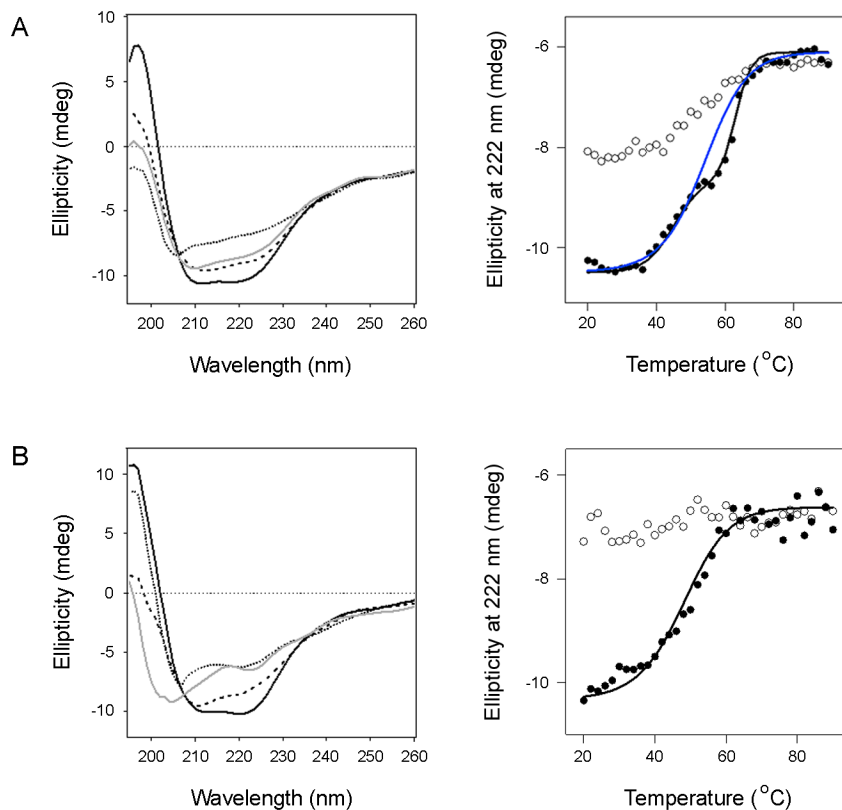 A
Ellipticity (mdeg)
10
5
0
-5
-10
200 210 220 230 240 250 260
Wavelength (nm)
Ellipticity at 222 nm (mdeg)
-6
-8
-10
20 40 60 80
Temperature (°C)
B
Ellipticity (mdeg)
10
5
0
-5
-10
200 210 220 230 240 250 260
Wavelength (nm)
Ellipticity at 222 nm (mdeg)
-6
-8
-10
20 40 60 80
Temperature (°C)